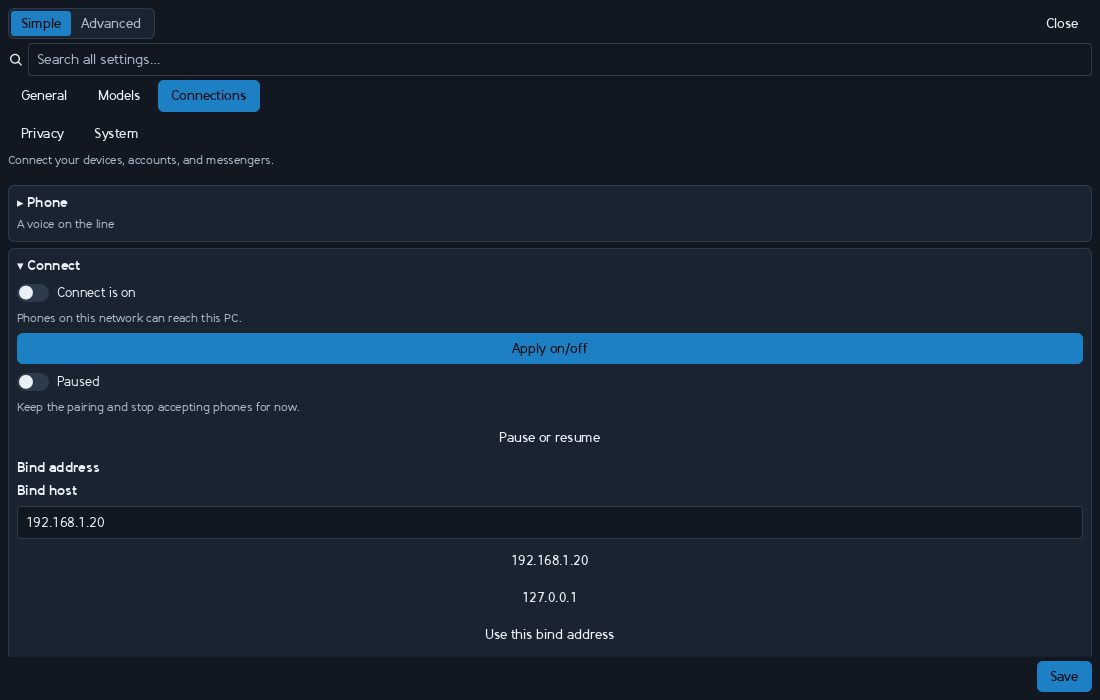 Simple Advanced Close
Search all settings...
General Models Connections
Privacy System
Connect your devices, accounts, and messengers.
▸ Phone
A voice on the line
▾ Connect
Connect is on
Phones on this network can reach this PC.
Apply on/off
Paused
Keep the pairing and stop accepting phones for now.
Pause or resume
Bind address
Bind host
192.168.1.20
192.168.1.20
127.0.0.1
Use this bind address
Save